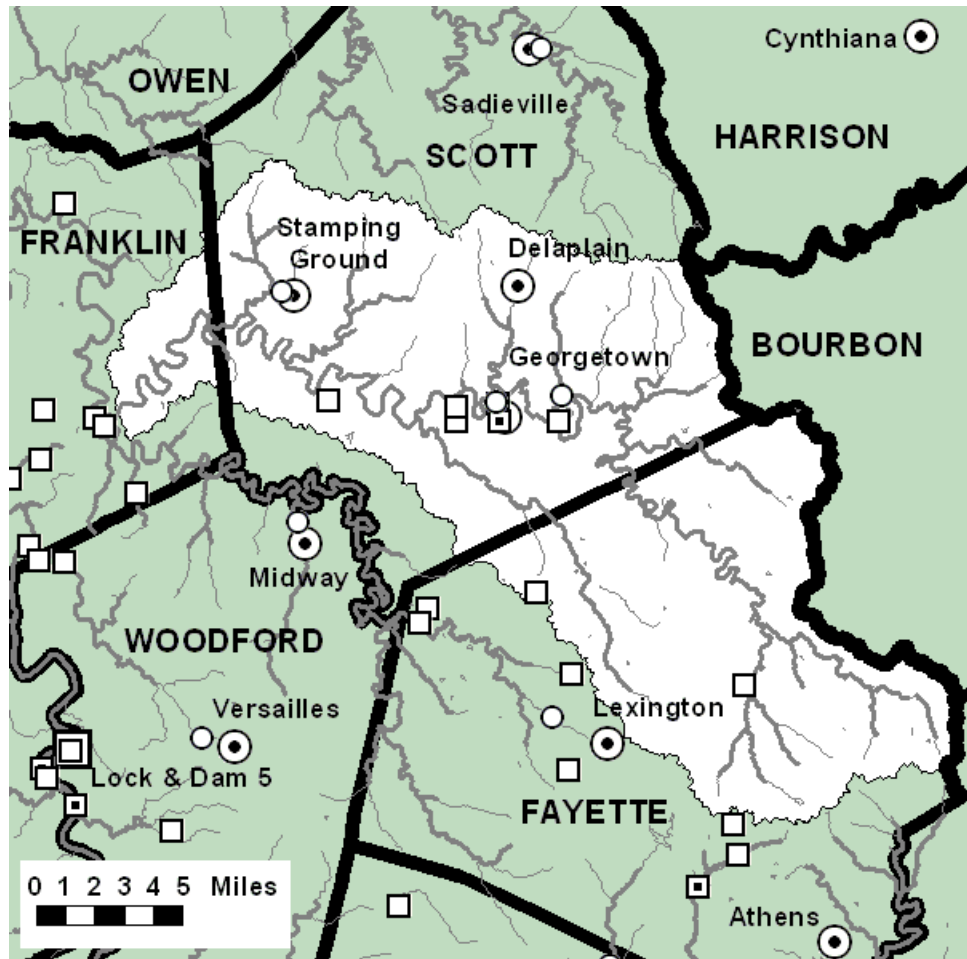 Cynthiana
OWEN
Sadieville
HARRISON
SCOTT
Stamping
Ground
FRANKLIN
Delaplain
BOURBON
Georgetown
Midway
WOODFORD
Versailles
Lexington
Lock & Dam 5
FAYETTE
0 1 2 3 4 5 Miles
Athens